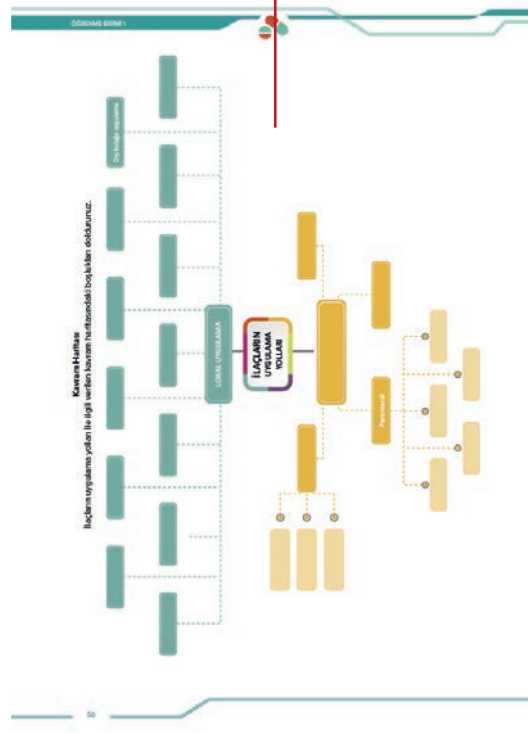 ÖĞRENME BİRİMİ 1
Kavram Haritası
İlaçların uygulama yolları ile ilgili verilen kavram haritasındaki boşlukları doldurunuz.
Dış kulağa uygulama
LOKAL UYGULAMA
İLAÇLARIN
UYGULAMA
YOLLARI
Parenteral
50